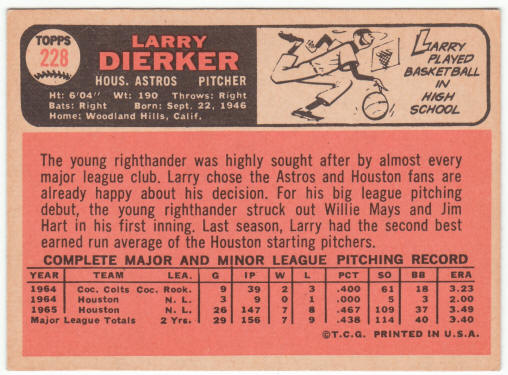 TOPPS
228
LARRY
DIERKER
HOUS. ASTROS PITCHER
Ht: 6'04" Wt: 190 Throws: Right
Bats: Right Born: Sept. 22, 1946
Home: Woodland Hills, Calif.
LARRY
PLAYED
BASKETBALL
IN
HIGH
SCHOOL
The young righthander was highly sought after by almost every
major league club. Larry chose the Astros and Houston fans are
already happy about his decision. For his big league pitching
debut, the young righthander struck out Willie Mays and Jim
Hart in his first inning. Last season, Larry had the second best
earned run average of the Houston starting pitchers.
COMPLETE MAJOR AND MINOR LEAGUE PITCHING RECORD
YEAR TEAM LEA. G IP W L PCT SO BB ERA
1964 Coc. Colts Coc. Rook. 9 39 2 3 .400 61 18 3.23
1964 Houston N. L. 3 9 0 1 .000 5 3 2.00
1965 Houston N. L. 26 147 7 8 .467 109 37 3.49
Major League Totals 2 Yrs. 29 156 7 9 .438 114 40 3.40
©T.C.G. PRINTED IN U.S.A.